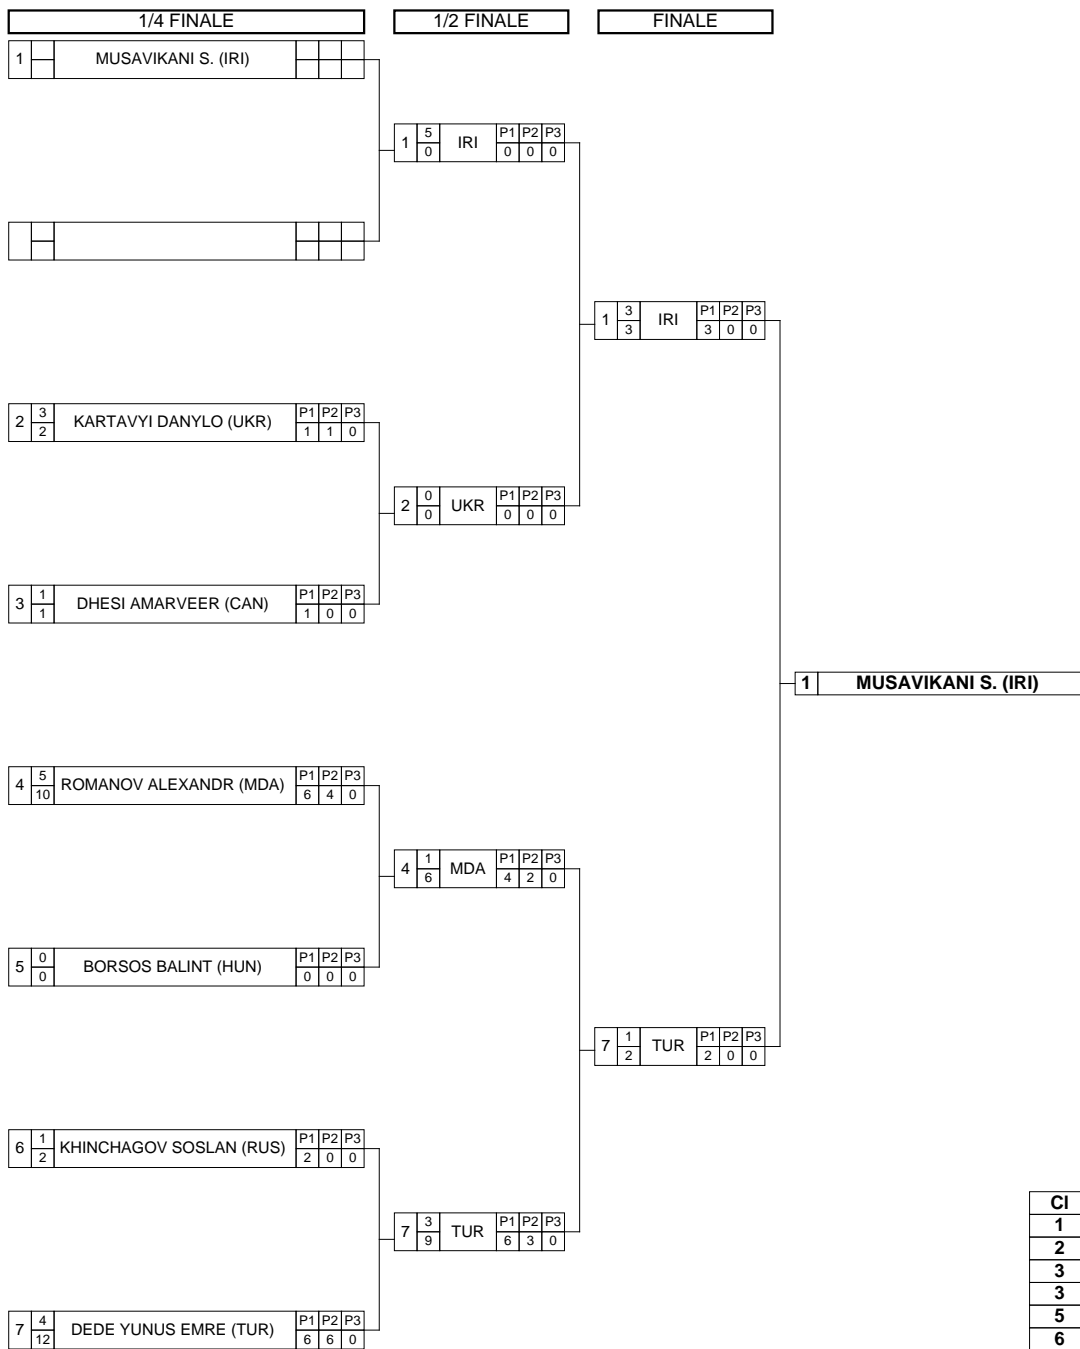 1/4 FINALE 1/2 FINALE FINALE
1 MUSAVIKANI S. (IRI)
1 5 0 IRI P1 P2 P3
0 0 0
1 3 3 IRI P1 P2 P3
3 0 0
2 3 2 KARTAVYI DANYLO (UKR) P1 P2 P3
1 1 0
2 0 0 UKR P1 P2 P3
0 0 0
3 1 1 DHESI AMARVEER (CAN) P1 P2 P3
1 0 0
1 MUSAVIKANI S. (IRI)
4 5 10 ROMANOV ALEXANDR (MDA) P1 P2 P3
6 4 0
4 1 6 MDA P1 P2 P3
4 2 0
5 0 0 BORSOS BALINT (HUN) P1 P2 P3
0 0 0
7 1 2 TUR P1 P2 P3
2 0 0
6 1 2 KHINCHAGOV SOSLAN (RUS) P1 P2 P3
2 0 0
7 3 9 TUR P1 P2 P3
6 3 0
7 4 12 DEDE YUNUS EMRE (TUR) P1 P2 P3
6 6 0
Cl
1
2
3
3
5
6